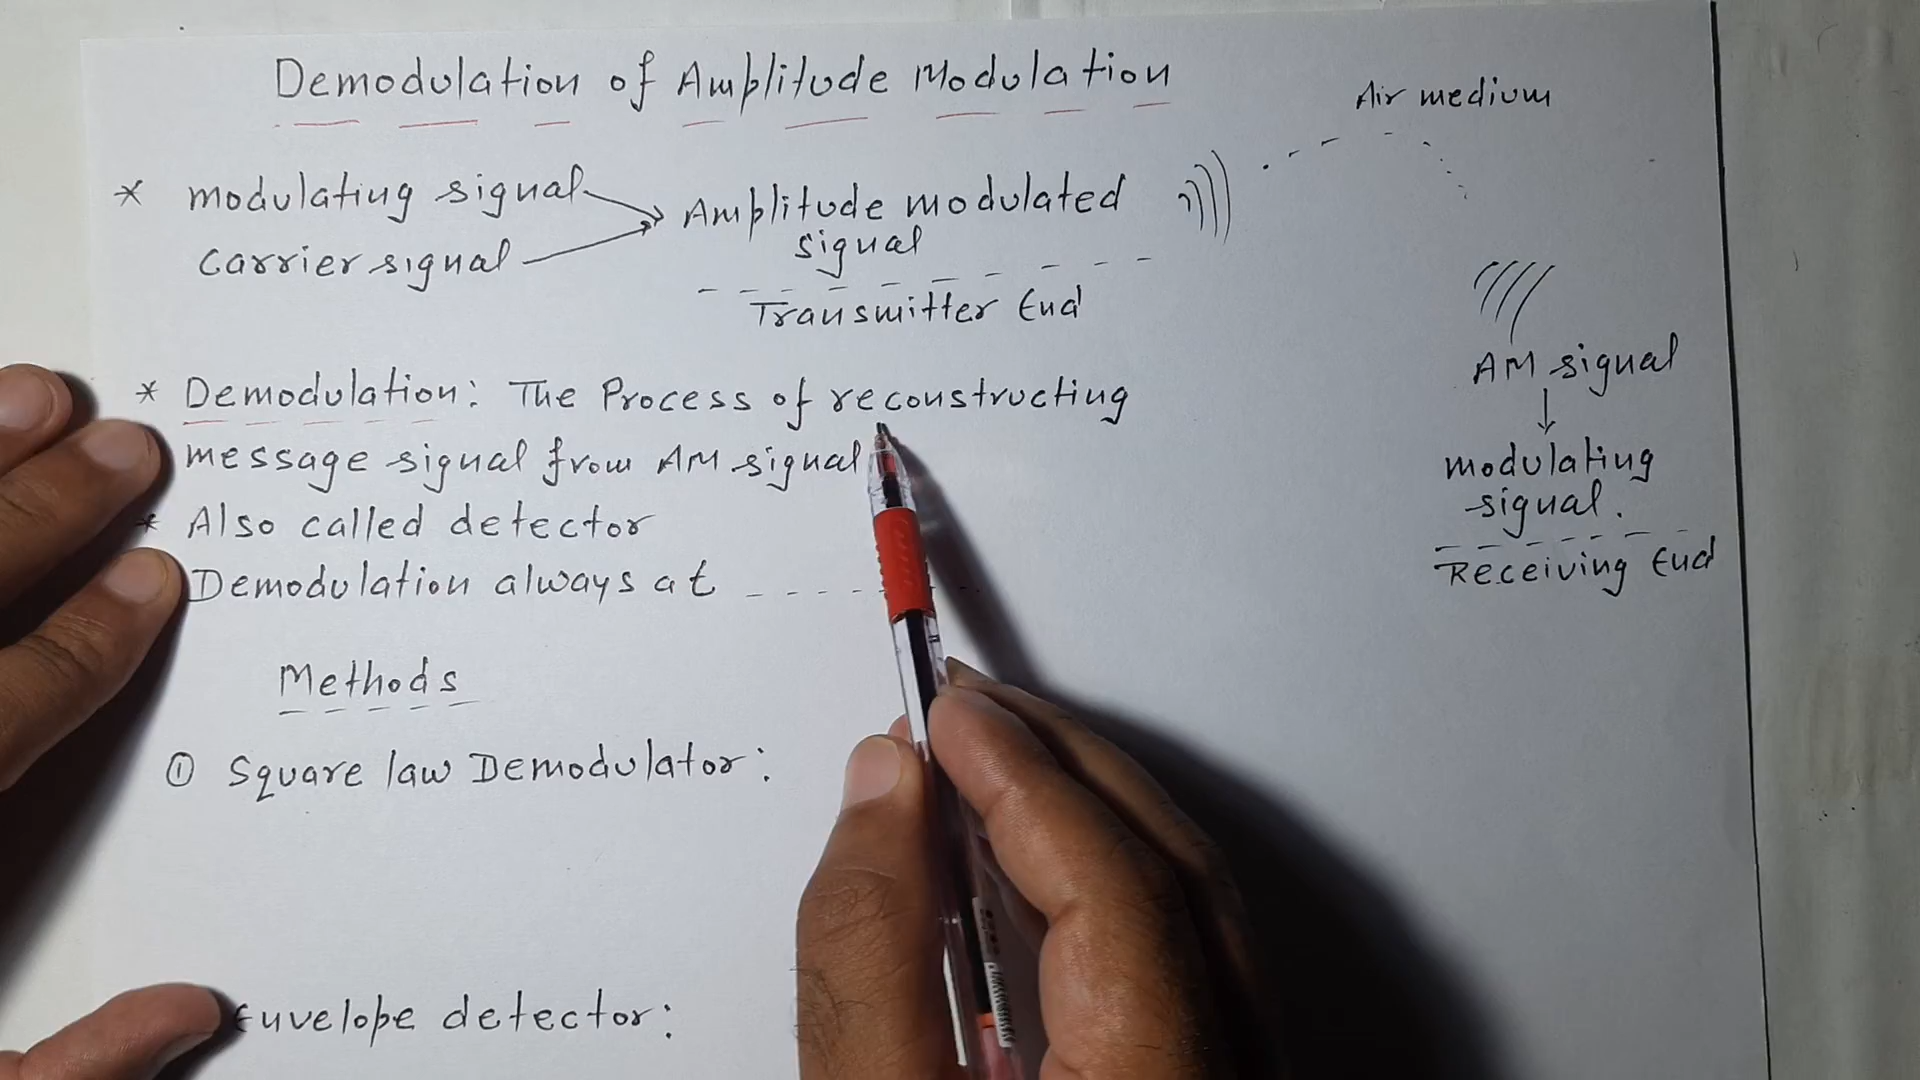 Demodulation of Amplitude Modulation
Air medium
* modulating signal
carrier signal
Amplitude modulated
signal
Transmitter End
AM signal
modulating
signal.
Receiving End
* Demodulation: The Process of reconstructing
message signal from AM signal
* Also called detector
Demodulation always at - - - - -
Methods
① Square law Demodulator:
Envelope detector: